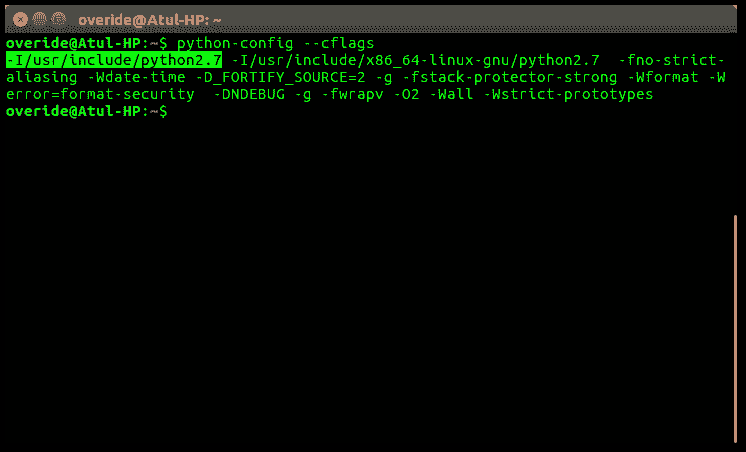 overide@Atul-HP: ~
overide@Atul-HP:~$ python-config --cflags
-I/usr/include/python2.7 -I/usr/include/x86_64-linux-gnu/python2.7  -fno-strict-
aliasing -Wdate-time -D_FORTIFY_SOURCE=2 -g -fstack-protector-strong -Wformat -W
error=format-security  -DNDEBUG -g -fwrapv -O2 -Wall -Wstrict-prototypes
overide@Atul-HP:~$